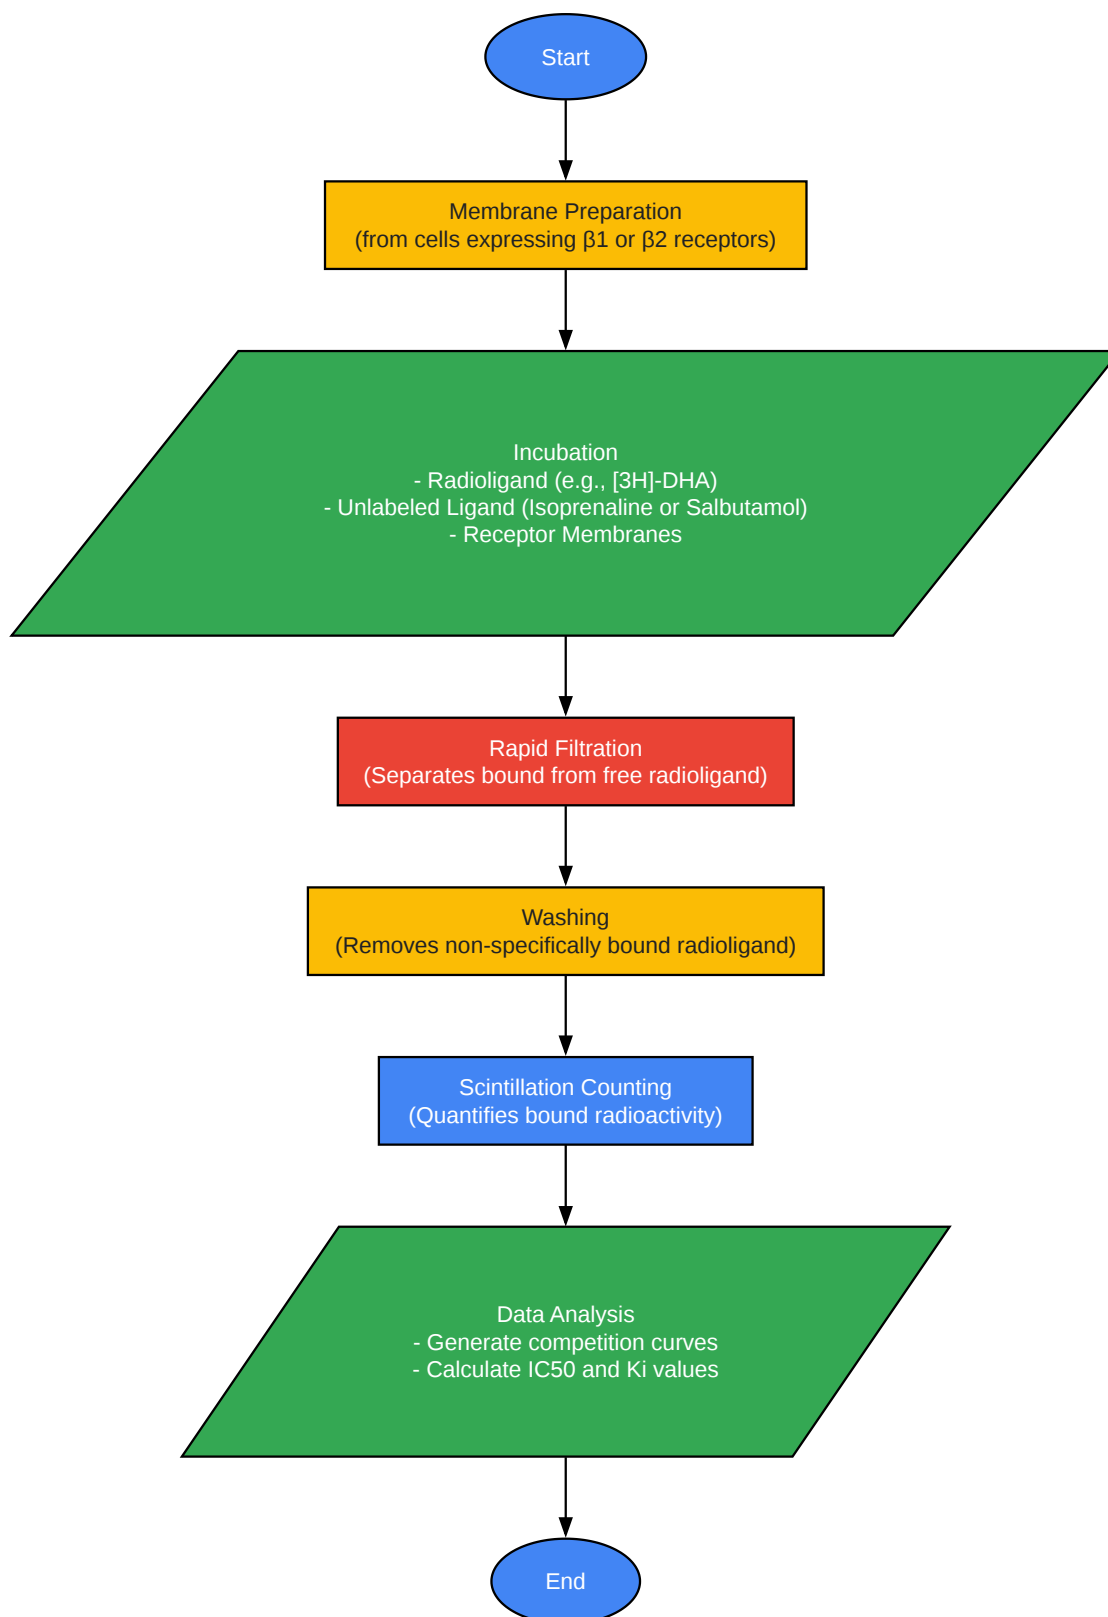 Start
Membrane Preparation
(from cells expressing β1 or β2 receptors)
Incubation
- Radioligand (e.g., [3H]-DHA)
- Unlabeled Ligand (Isoprenaline or Salbutamol)
- Receptor Membranes
Rapid Filtration
(Separates bound from free radioligand)
Washing
(Removes non-specifically bound radioligand)
Scintillation Counting
(Quantifies bound radioactivity)
Data Analysis
- Generate competition curves
- Calculate IC50 and Ki values
End